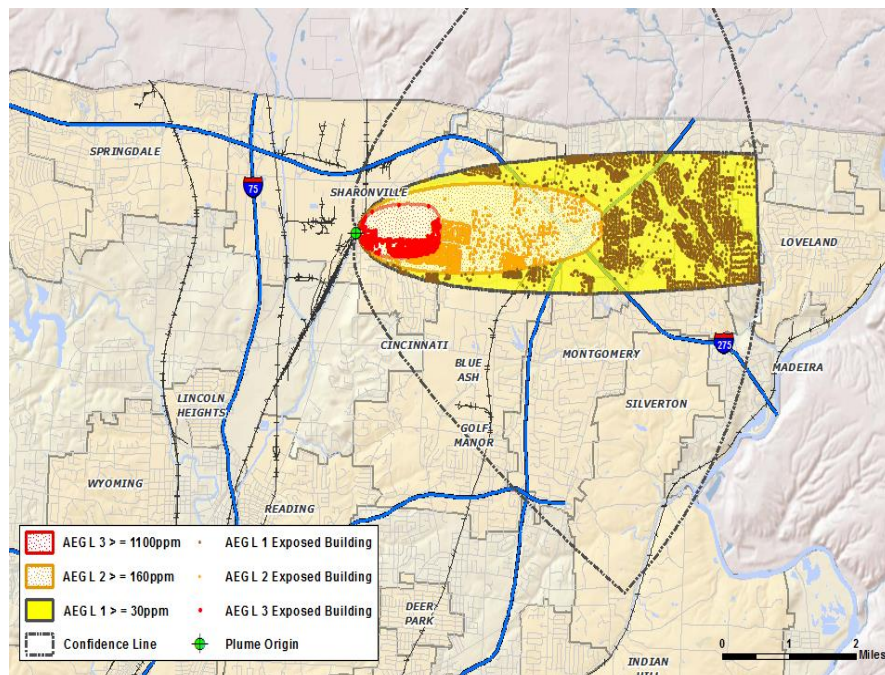 SPRINGDALE
75
SHARONVILLE
LOVELAND
CINCINNATI
BLUE
ASH
MONTGOMERY
275
MADEIRA
LINCOLN
HEIGHTS
SILVERTON
GOLF
MANOR
WYOMING
READING
AEGL 3 > = 1100ppm
AEGL 1 Exposed Building
AEGL 2 > = 160ppm
AEGL 2 Exposed Building
AEGL 1 > = 30ppm
AEGL 3 Exposed Building
Confidence Line
Plume Origin
DEER
PARK
0 1 2
Miles
INDIAN
HILL